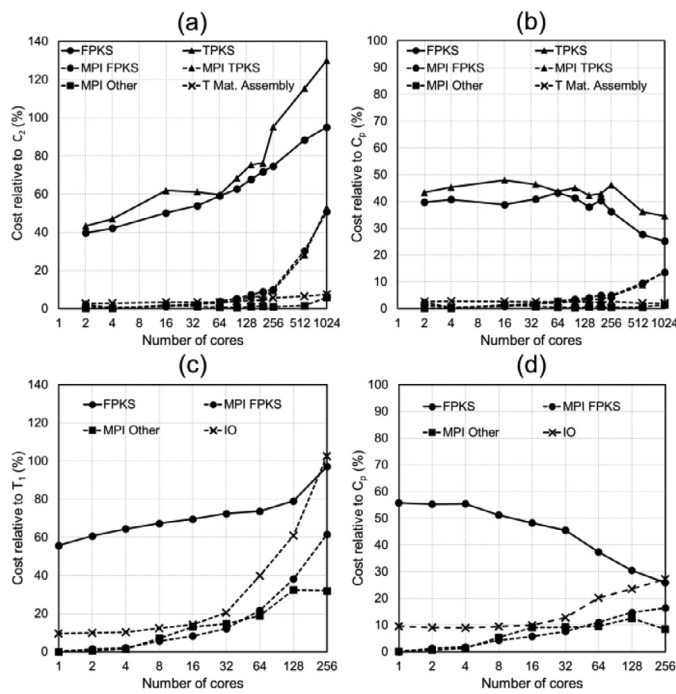 (a)
FPKS TPKS
MPI FPKS MPI TPKS
MPI Other T Mat. Assembly
Cost relative to C₂ (%)
140
120
100
80
60
40
20
0
1 2 4 16 32 64 128 256 512 1024
Number of cores
(b)
FPKS TPKS
MPI FPKS MPI TPKS
MPI Other T Mat. Assembly
Cost relative to Cₚ (%)
100
90
80
70
60
50
40
30
20
10
0
1 2 4 16 32 64 128 256 512 1024
Number of cores
(c)
FPKS MPI FPKS
MPI Other IO
Cost relative to T₁ (%)
140
120
100
80
60
40
20
0
1 2 4 8 16 32 64 128 256
Number of cores
(d)
FPKS MPI FPKS
MPI Other IO
Cost relative to Cₚ (%)
100
90
80
70
60
50
40
30
20
10
0
1 2 4 8 16 32 64 128 256
Number of cores